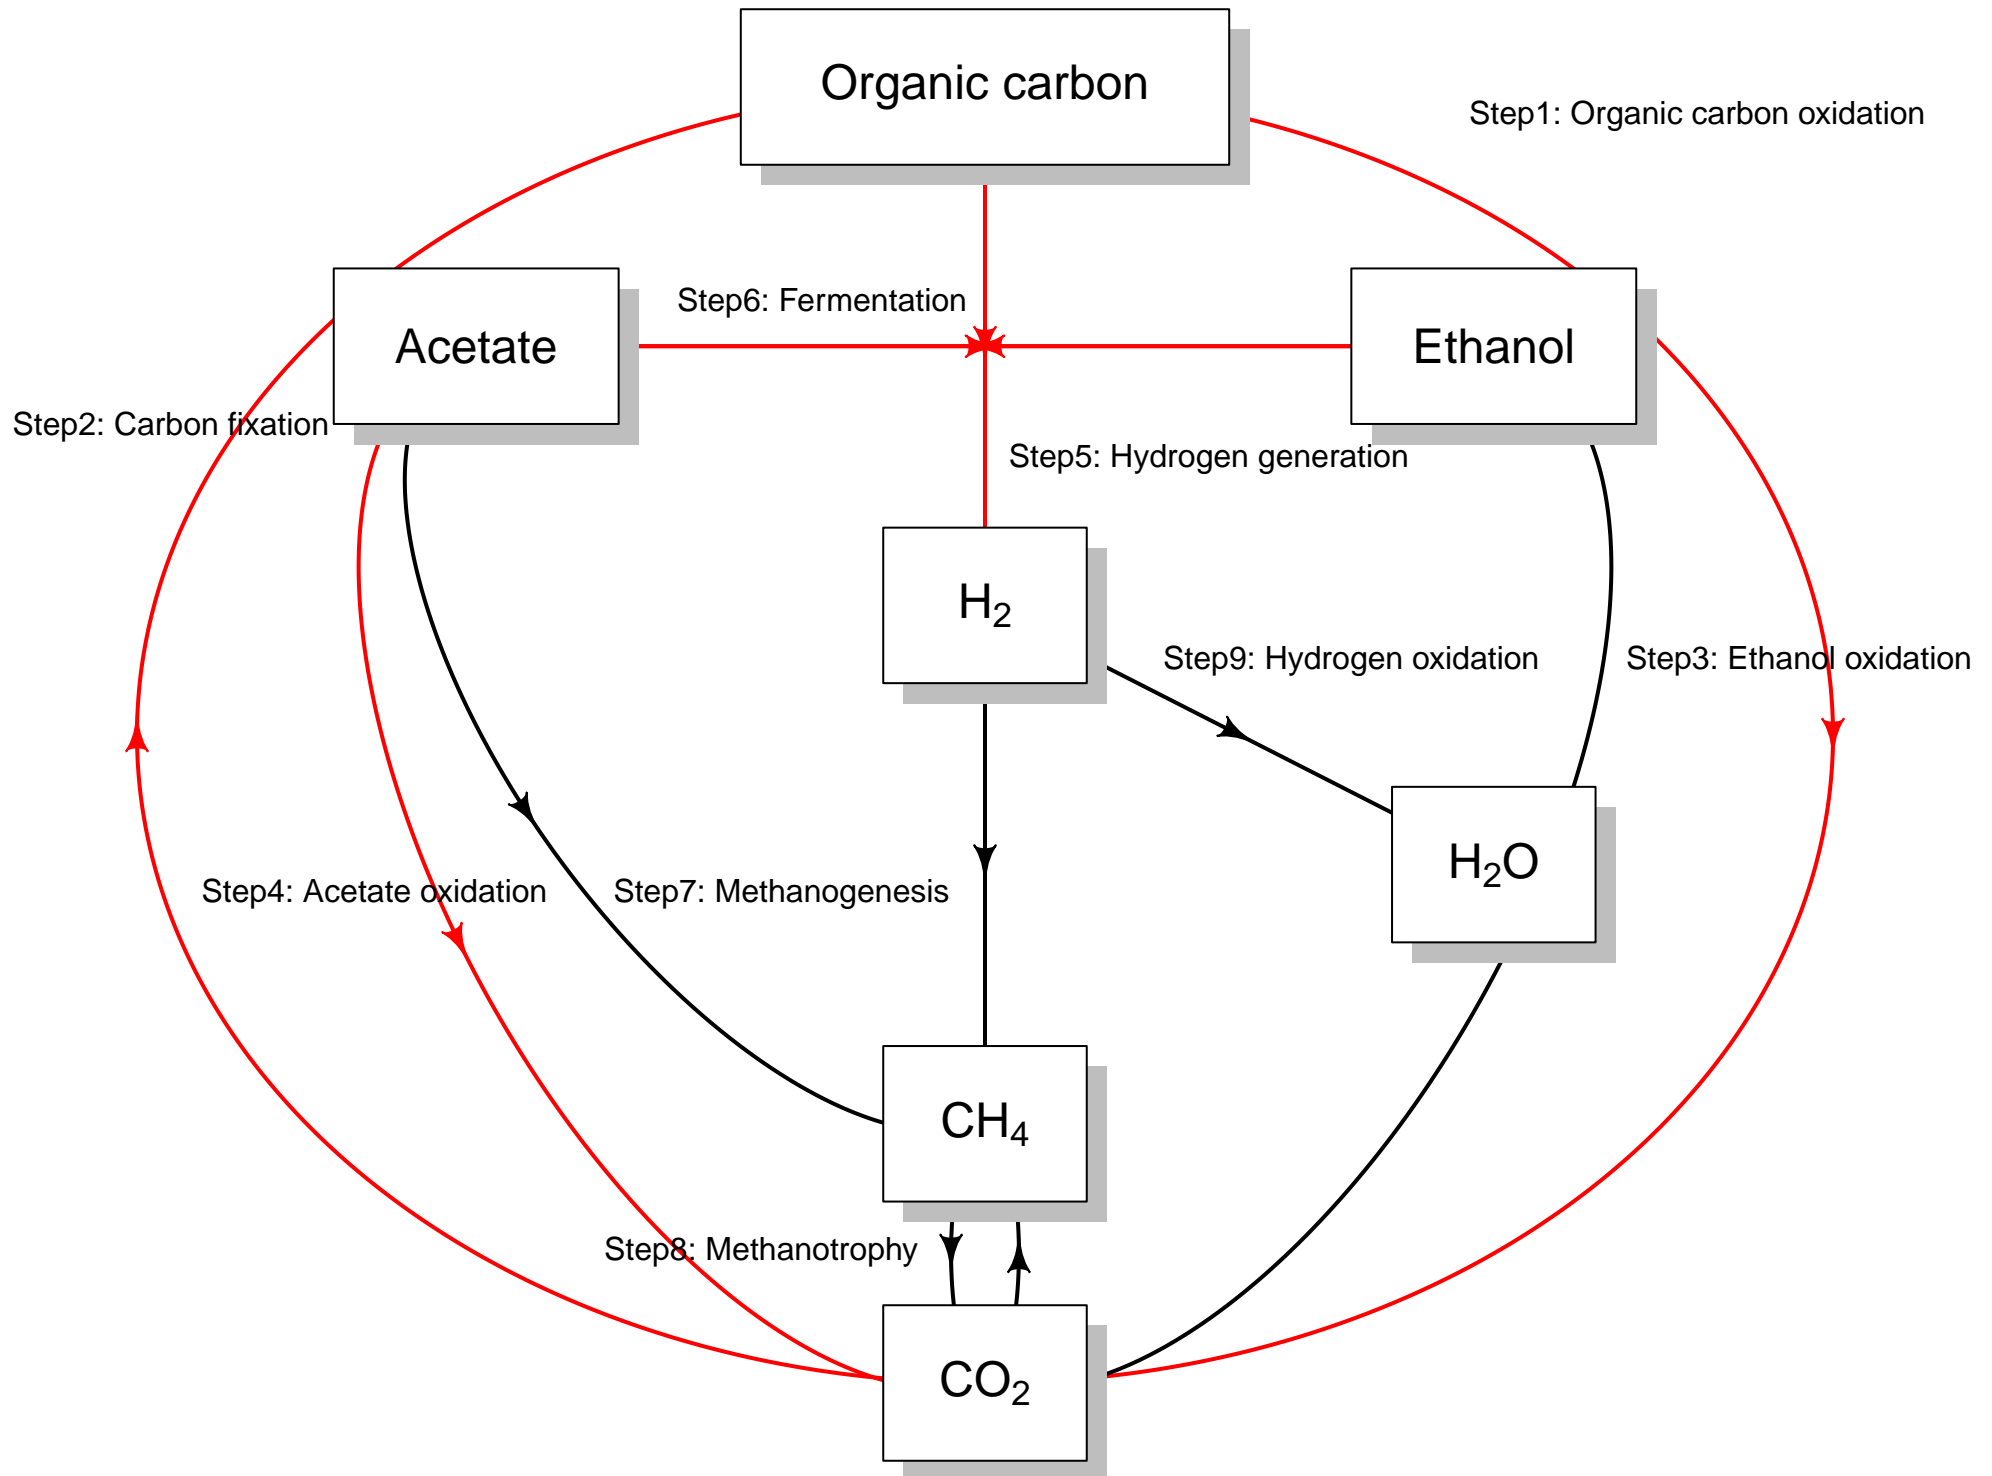 Organic carbon
Step1: Organic carbon oxidation
Step6: Fermentation
Acetate
Ethanol
Step2: Carbon fixation
Step5: Hydrogen generation
H₂
Step9: Hydrogen oxidation
Step3: Ethanol oxidation
H₂O
Step4: Acetate oxidation
Step7: Methanogenesis
CH₄
Step8: Methanotrophy
CO₂